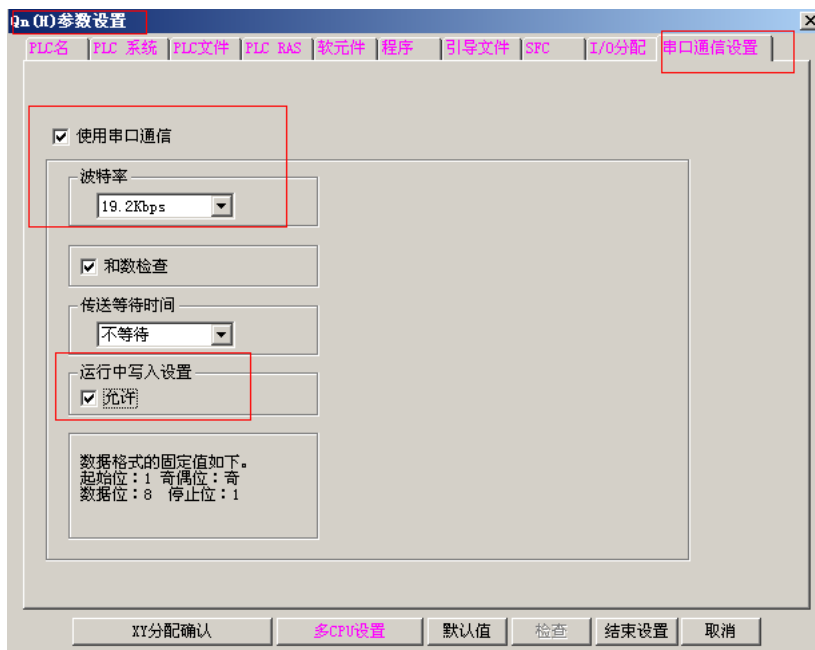 Qn(H)参数设置
PLC名 PLC 系统 PLC文件 PLC RAS 软元件 程序 引导文件 SFC I/O分配 串口通信设置
使用串口通信
波特率
19.2Kbps
和数检查
传送等待时间
不等待
运行中写入设置
允许
数据格式的固定值如下。
起始位:1 奇偶位:奇
数据位:8 停止位:1
XY分配确认 多CPU设置 默认值 检查 结束设置 取消